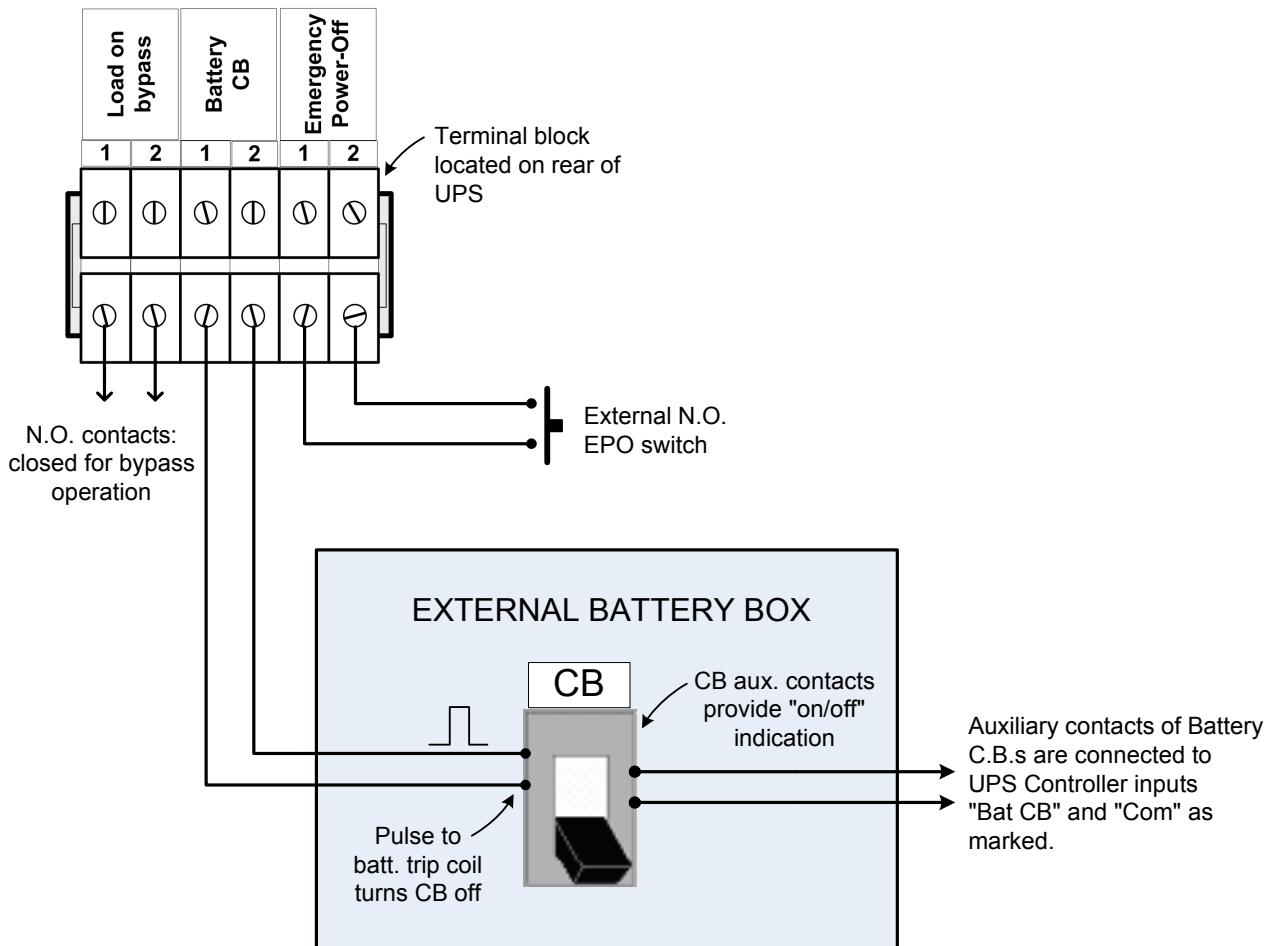 Load on
bypass
Battery
CB
Emergency
Power-Off
1 2 1 2 1 2
Terminal block
located on rear of
UPS
N.O. contacts:
closed for bypass
operation
External N.O.
EPO switch
EXTERNAL BATTERY BOX
CB
CB aux. contacts
provide "on/off"
indication
Pulse to
batt. trip coil
turns CB off
Auxiliary contacts of Battery
C.B.s are connected to
UPS Controller inputs
"Bat CB" and "Com" as
marked.